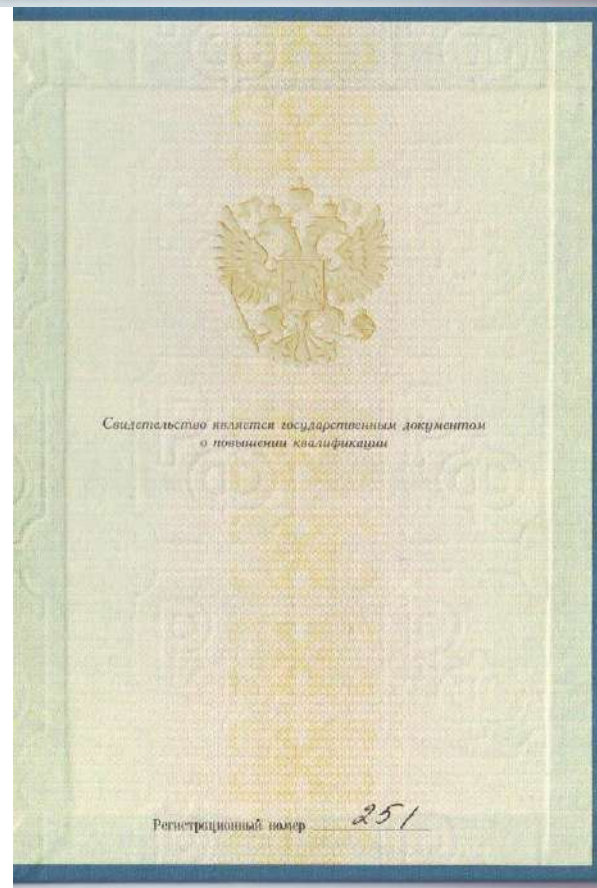 Свидетельство является государственным документом
о повышении квалификации
Регистрационный номер 251